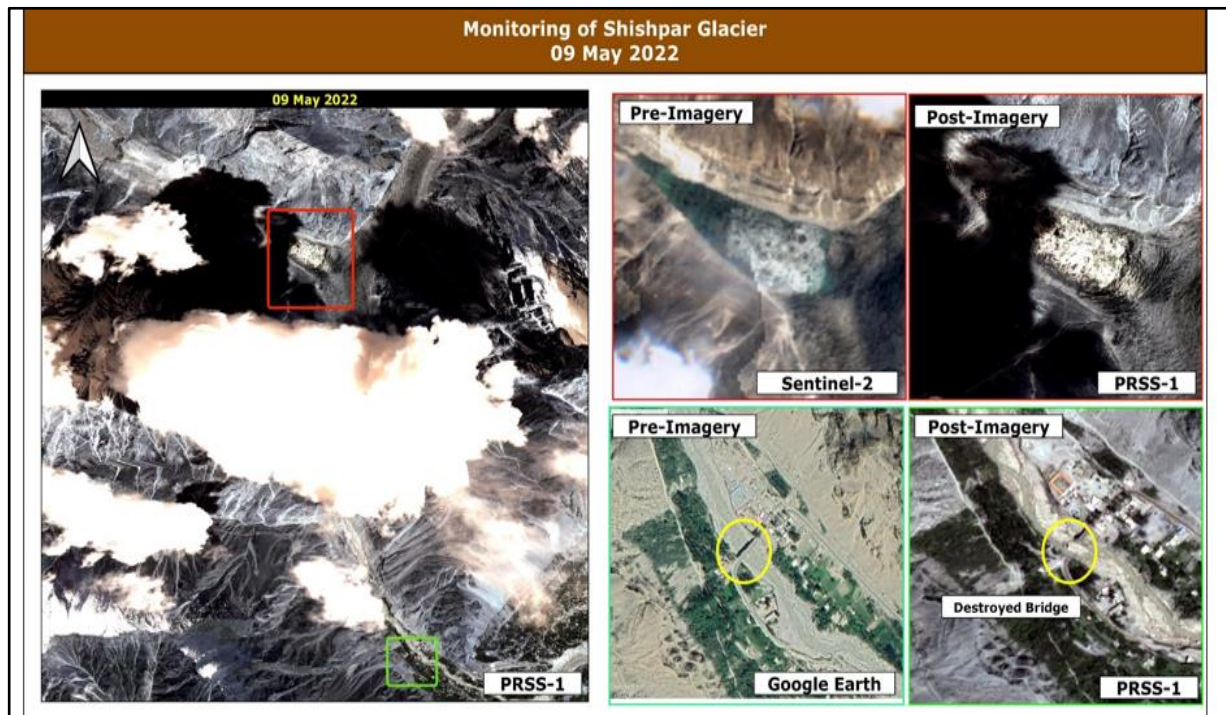 Monitoring of Shishpar Glacier
09 May 2022
09 May 2022
PRSS-1
Pre-Imagery
Sentinel-2
Post-Imagery
PRSS-1
Pre-Imagery
Google Earth
Post-Imagery
Destroyed Bridge
PRSS-1